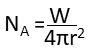 N_A = W / 4πr²